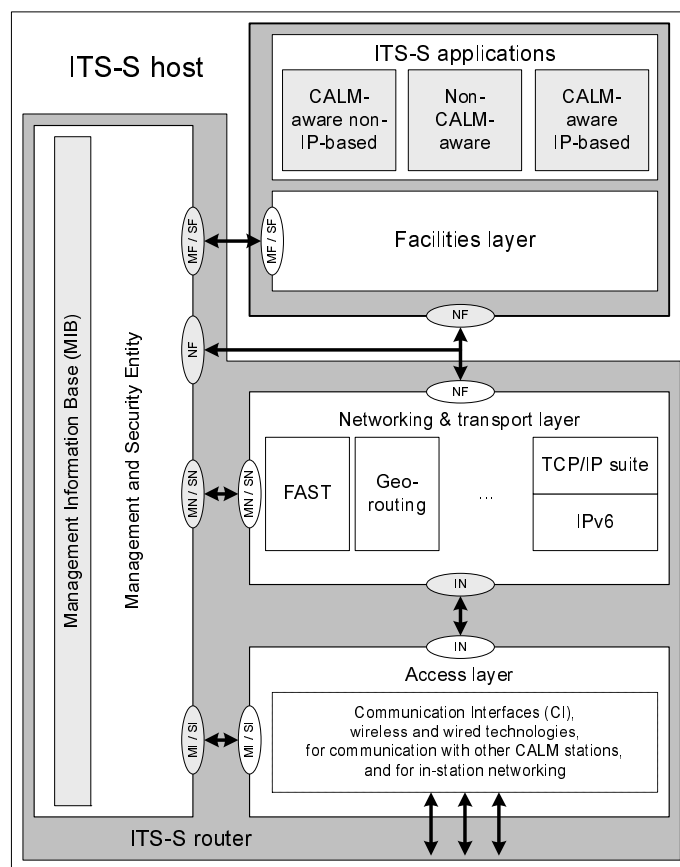 ITS-S host
ITS-S applications
CALM-
aware non-
IP-based
Non-
CALM-
aware
CALM-
aware
IP-based
Facilities layer
MF / SF
MF / SF
NF
NF
NF
Management Information Base (MIB)
Management and Security Entity
Networking & transport layer
FAST
Geo-
routing
...
TCP/IP suite
IPv6
MN / SN
MN / SN
IN
IN
Access layer
Communication Interfaces (CI),
wireless and wired technologies,
for communication with other CALM stations,
and for in-station networking
MI / SI
MI / SI
ITS-S router